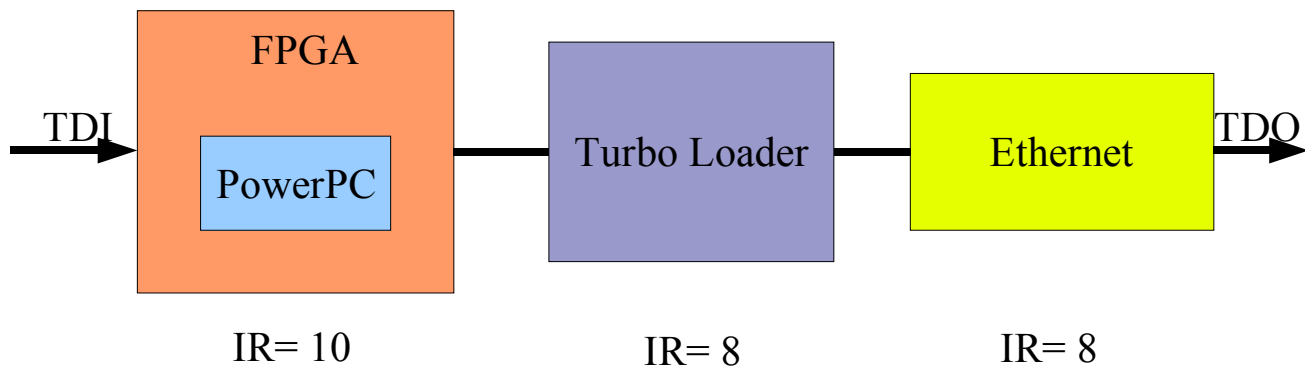 FPGA
TDI
PowerPC
Turbo Loader
Ethernet
TDO
IR= 10
IR= 8
IR= 8